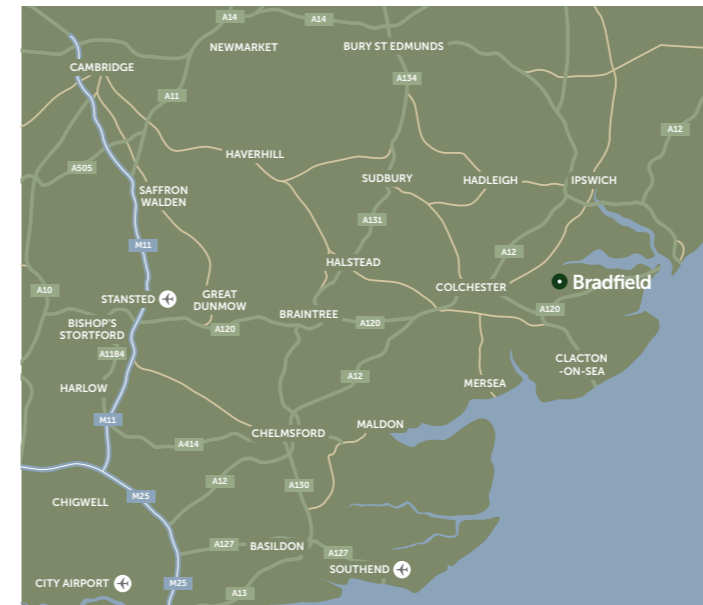 A14
A14
NEWMARKET
BURY ST EDMUNDS
CAMBRIDGE
A134
A11
A12
HAVERHILL
A505
SUDBURY
HADLEIGH
IPSWICH
SAFFRON
WALDEN
A131
M11
A12
HALSTEAD
Bradfield
A10
STANSTED
GREAT
DUNMOW
COLCHESTER
A120
BRAINTREE
BISHOP'S
STORTFORD
A120
A120
A1184
CLACTON
-ON-SEA
A12
MERSEA
HARLOW
M11
MALDON
CHELMSFORD
A414
A12
A130
M25
CHIGWELL
A127
BASILDON
A127
SOUTHEND
CITY AIRPORT
M25
A13